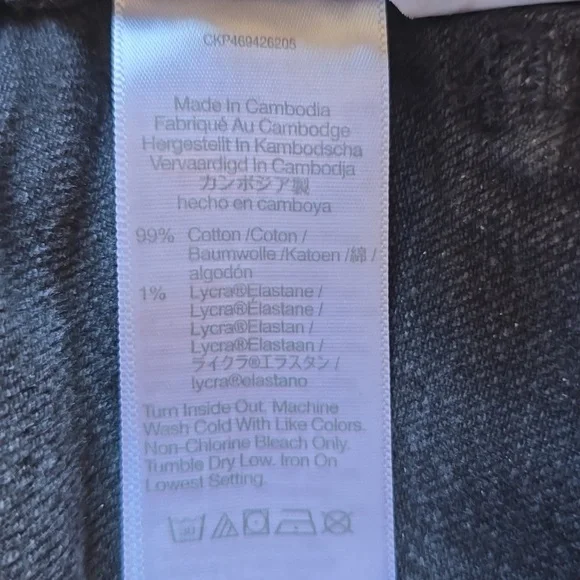 CKP469426205
Made In Cambodia
Fabriqué Au Cambodge
Hergestellt In Kambodscha
Vervaardigd In Cambodja
カンボジア製
hecho en camboya
99% Cotton /Coton /
Baumwolle /Katoen /綿 /
algodón
1% Lycra®Elastane /
Lycra®Élastane /
Lycra®Elastan /
Lycra®Elastaan /
ライクラ®エラスタン /
lycra®elastano
Turn Inside Out. Machine
Wash Cold With Like Colors.
Non-Chlorine Bleach Only.
Tumble Dry Low. Iron On
Lowest Setting.
30